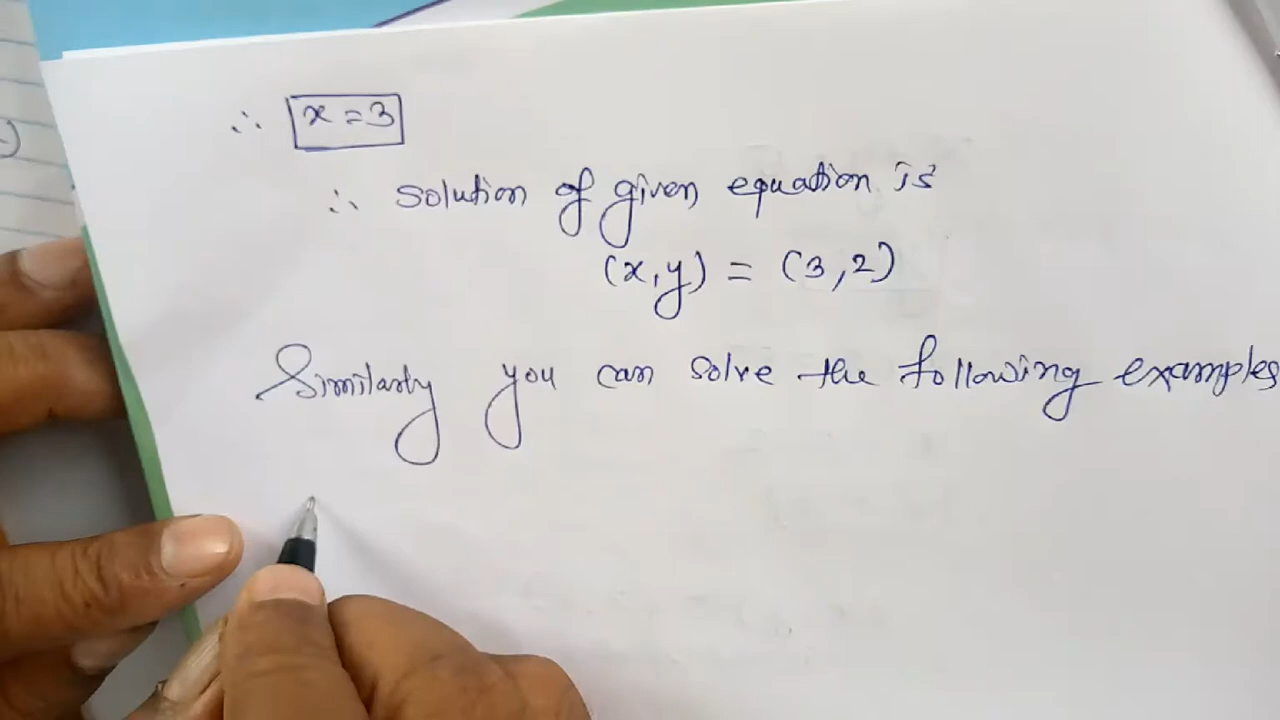 ∴ x = 3
∴ solution of given equation is
(x,y) = (3,2)
Similarly you can solve the following examples